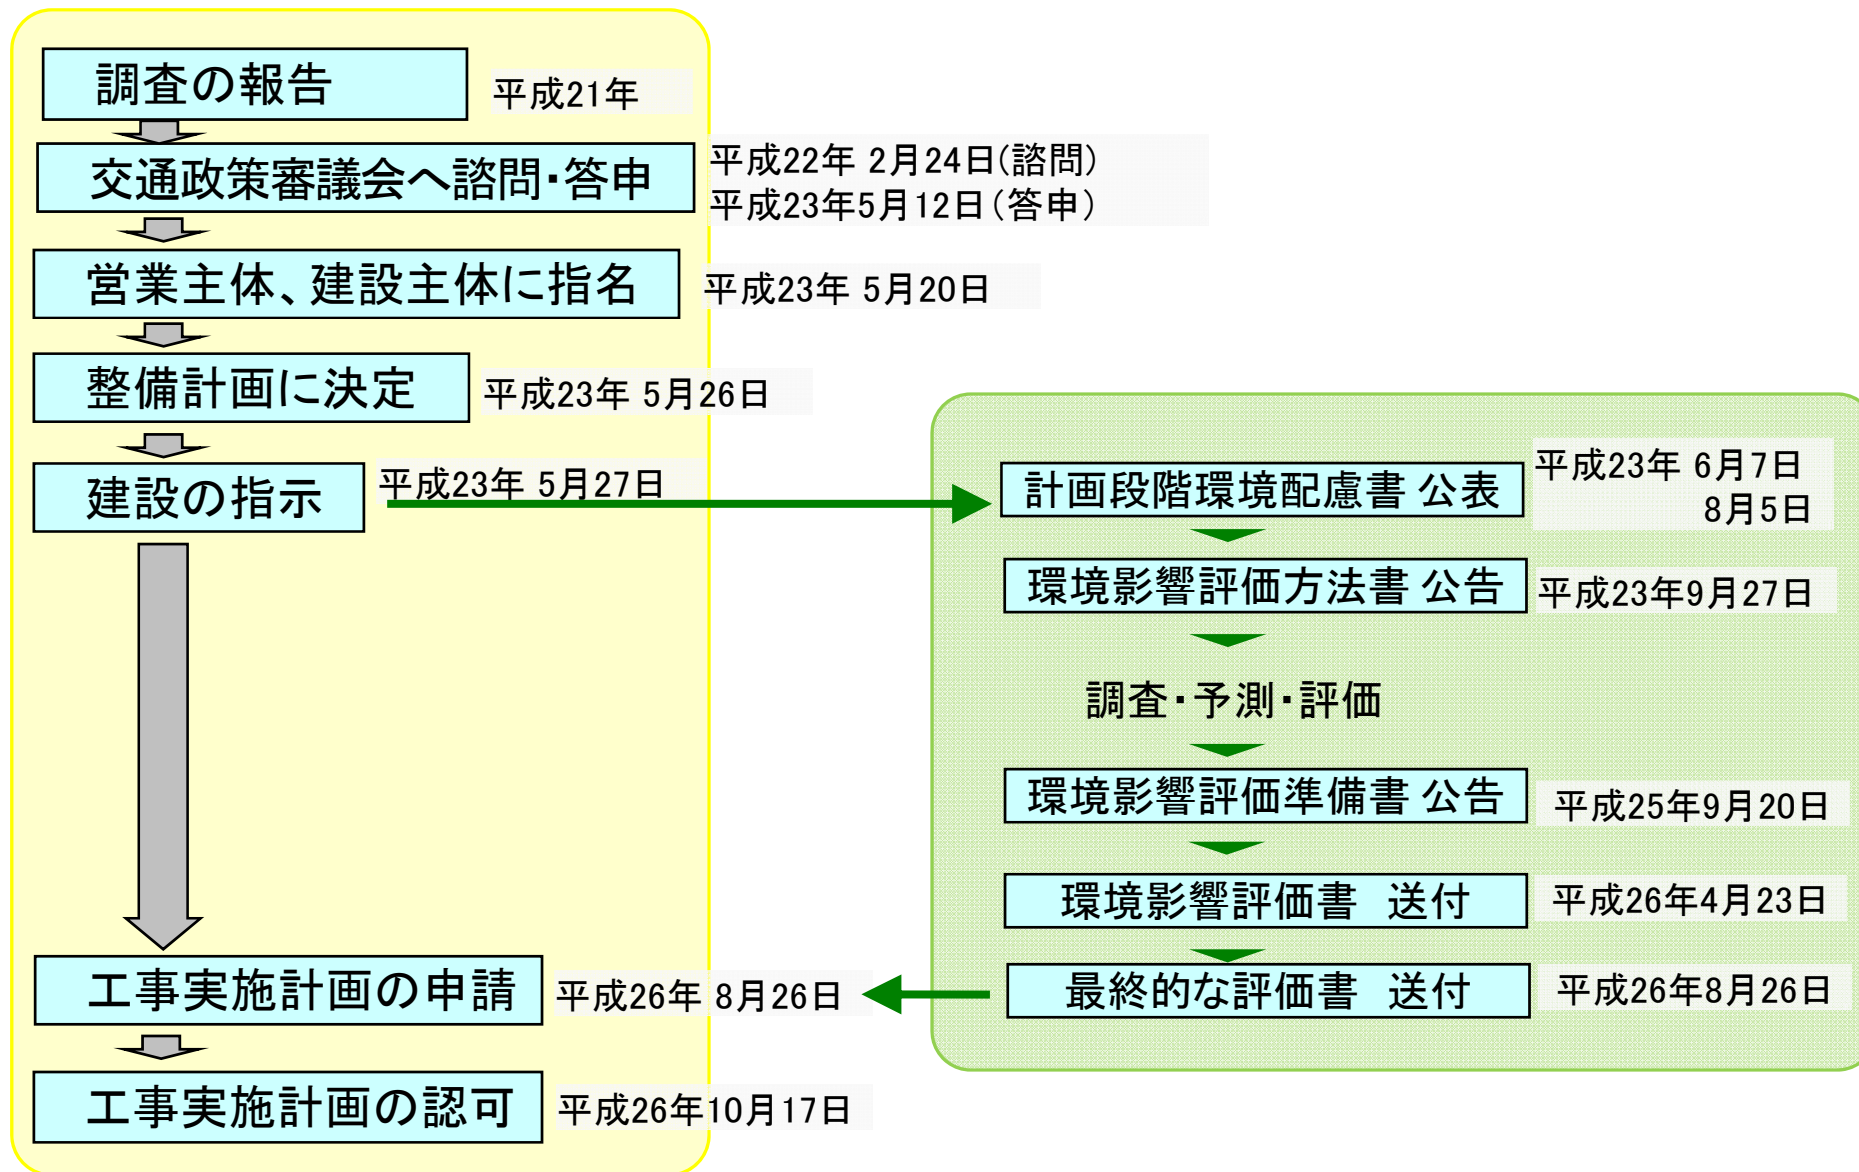 調査の報告
平成21年
交通政策審議会へ諮問・答申
平成22年 2月24日(諮問)
平成23年5月12日(答申)
営業主体、建設主体に指名
平成23年 5月20日
整備計画に決定
平成23年 5月26日
建設の指示
平成23年 5月27日
工事実施計画の申請
平成26年 8月26日
工事実施計画の認可
平成26年10月17日
計画段階環境配慮書 公表
平成23年 6月7日
8月5日
環境影響評価方法書 公告
平成23年9月27日
調査・予測・評価
環境影響評価準備書 公告
平成25年9月20日
環境影響評価書　送付
平成26年4月23日
最終的な評価書　送付
平成26年8月26日